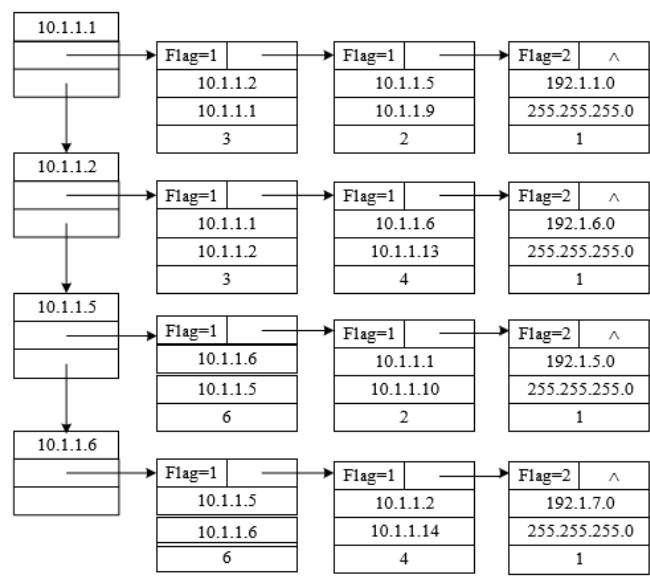 10.1.1.1
Flag=1 Flag=1 Flag=2 ∧
10.1.1.2 10.1.1.5 192.1.1.0
10.1.1.1 10.1.1.9 255.255.255.0
3 2 1
10.1.1.2
Flag=1 Flag=1 Flag=2 ∧
10.1.1.1 10.1.1.6 192.1.6.0
10.1.1.2 10.1.1.13 255.255.255.0
3 4 1
10.1.1.5
Flag=1 Flag=1 Flag=2 ∧
10.1.1.6 10.1.1.1 192.1.5.0
10.1.1.5 10.1.1.10 255.255.255.0
6 2 1
10.1.1.6
Flag=1 Flag=1 Flag=2 ∧
10.1.1.5 10.1.1.2 192.1.7.0
10.1.1.6 10.1.1.14 255.255.255.0
6 4 1